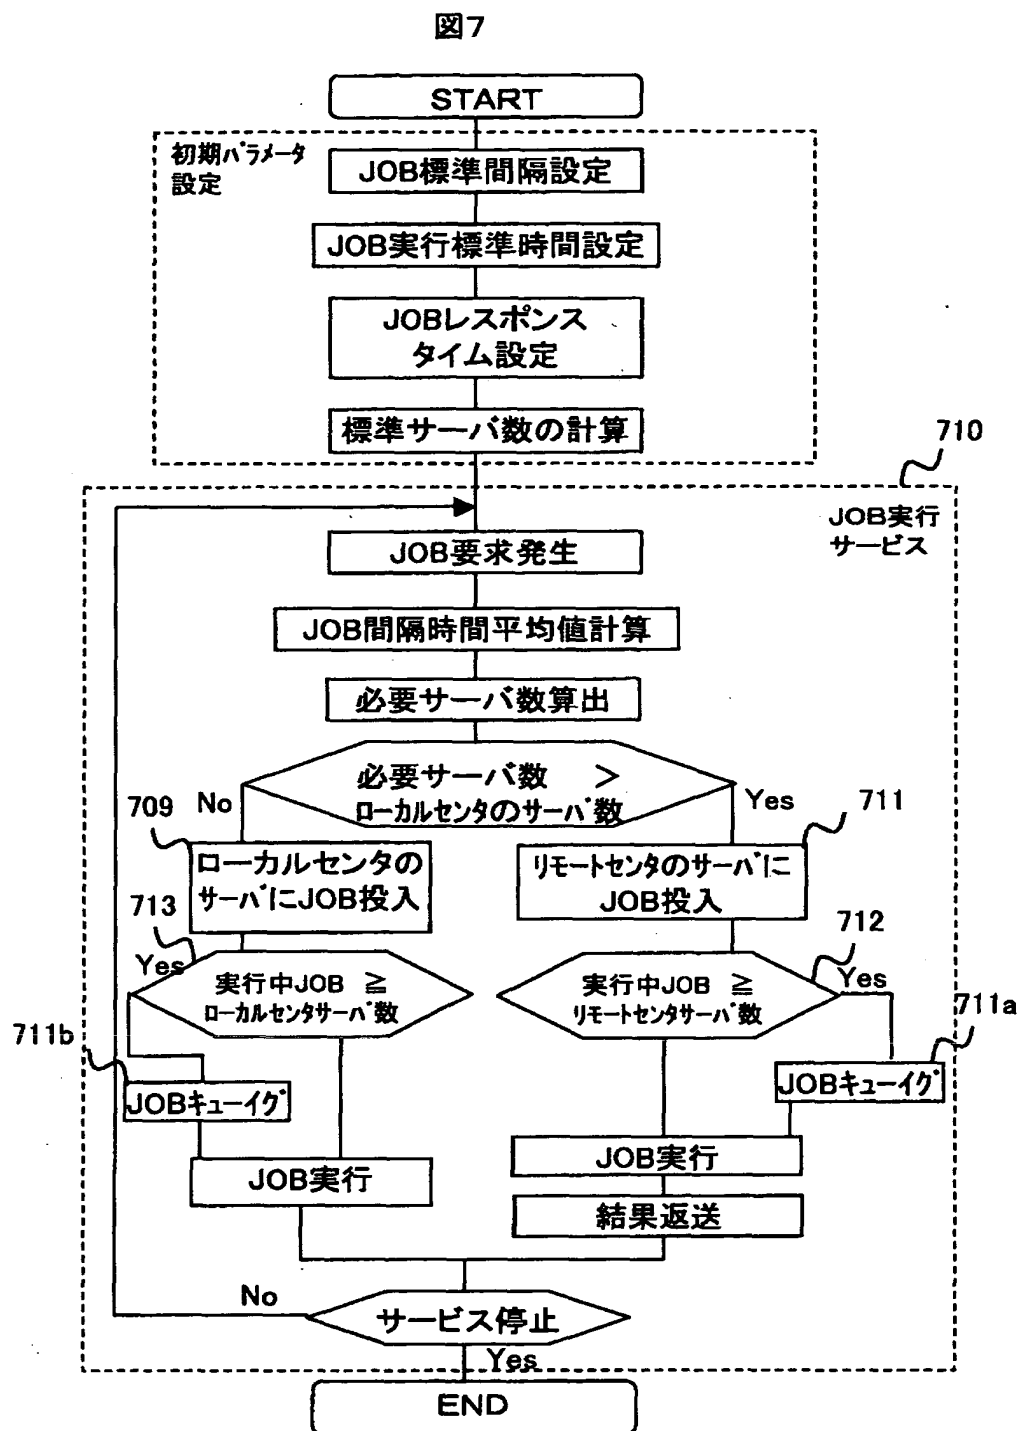 図7
START
初期パラメータ
設定
JOB標準間隔設定
JOB実行標準時間設定
JOBレスポンス
タイム設定
標準サーバ数の計算
710
JOB実行
サービス
JOB要求発生
JOB間隔時間平均値計算
必要サーバ数算出
必要サーバ数 >
ローカルセンタのサーバ数
No
Yes
709
711
ローカルセンタの
サーバにJOB投入
リモートセンタのサーバに
JOB投入
713
712
Yes
実行中JOB ≧
ローカルセンタサーバ数
実行中JOB ≧
リモートセンタサーバ数
Yes
711b
711a
JOBキューイグ
JOBキューイグ
JOB実行
JOB実行
結果返送
No
サービス停止
Yes
END